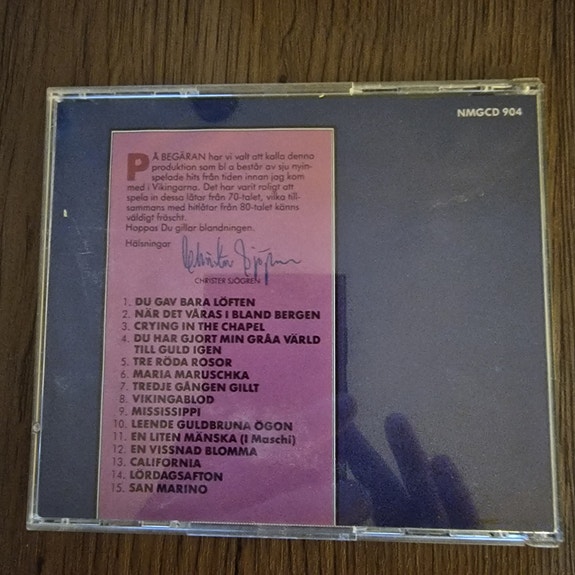 NMGCD 904
PÅ BEGÄRAN har vi valt att kalla denna
produktion som bl a består av sju nyin-
spelade hits från tiden innan jag kom
med i Vikingarna. Det har varit roligt att
spela in dessa låtar från 70-talet, vilka till-
sammans med hitlåtar från 80-talet känns
väldigt fräscht.
Hoppas Du gillar blandningen.
Hälsningar Christer Sjögren
CHRISTER SJÖGREN
1. DU GAV BARA LÖFTEN
2. NÄR DET VÅRAS I BLAND BERGEN
3. CRYING IN THE CHAPEL
4. DU HAR GJORT MIN GRÅA VÄRLD
TILL GULD IGEN
5. TRE RÖDA ROSOR
6. MARIA MARUSCHKA
7. TREDJE GÅNGEN GILLT
8. VIKINGABLOD
9. MISSISSIPPI
10. LEENDE GULDBRUNA ÖGON
11. EN LITEN MÄNSKA (I Maschi)
12. EN VISSNAD BLOMMA
13. CALIFORNIA
14. LÖRDAGSAFTON
15. SAN MARINO